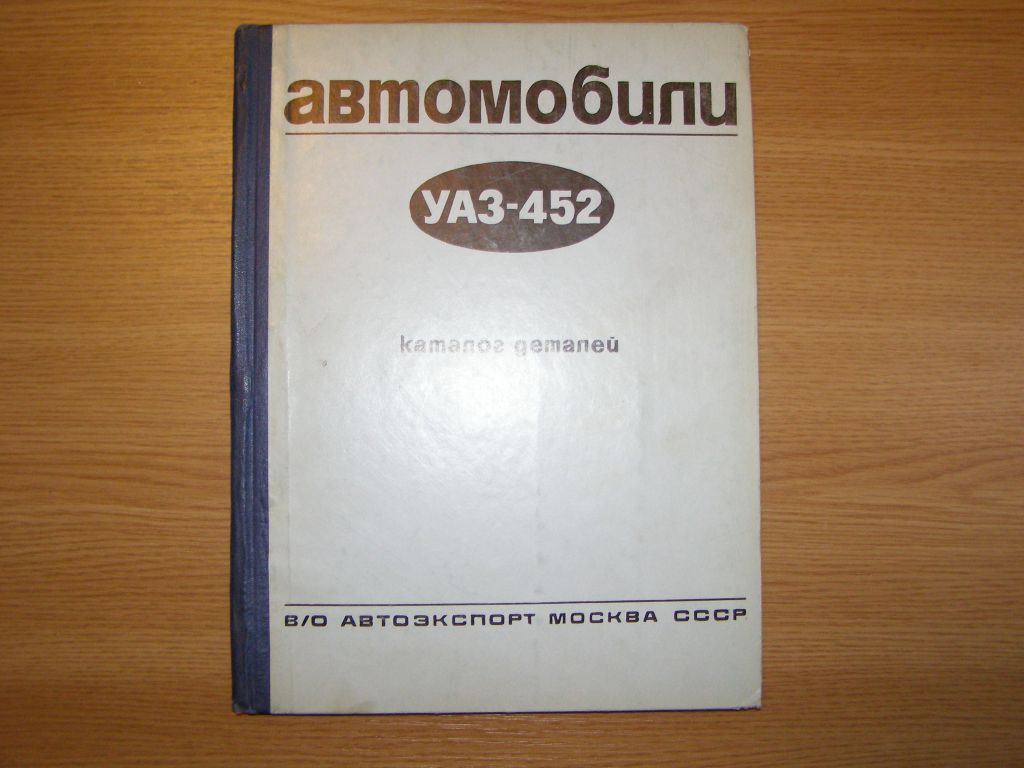 автомобили
УАЗ-452
каталог деталей
В/О АВТОЭКСПОРТ МОСКВА СССР